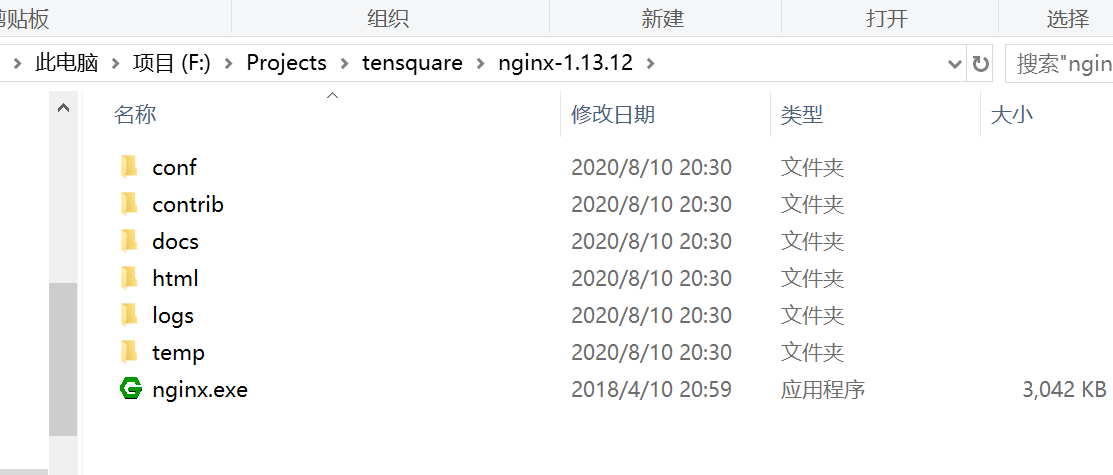 剪贴板 组织 新建 打开 选择
此电脑 项目 (F:) Projects tensquare nginx-1.13.12 搜索"ngin
名称 修改日期 类型 大小
conf 2020/8/10 20:30 文件夹
contrib 2020/8/10 20:30 文件夹
docs 2020/8/10 20:30 文件夹
html 2020/8/10 20:30 文件夹
logs 2020/8/10 20:30 文件夹
temp 2020/8/10 20:30 文件夹
nginx.exe 2018/4/10 20:59 应用程序 3,042 KB